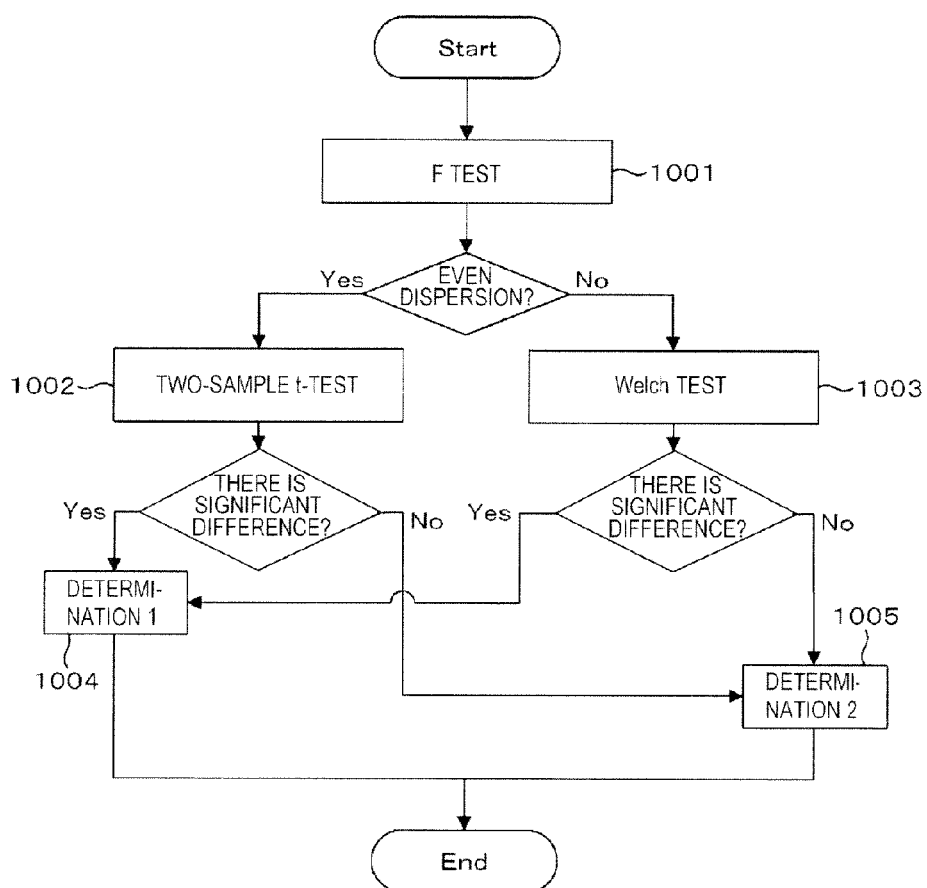 Start
F TEST
1001
EVEN
DISPERSION?
Yes
No
1002
TWO-SAMPLE t-TEST
Welch TEST
1003
THERE IS
SIGNIFICANT
DIFFERENCE?
Yes
No
THERE IS
SIGNIFICANT
DIFFERENCE?
Yes
No
DETERMI-
NATION 1
1004
1005
DETERMI-
NATION 2
End